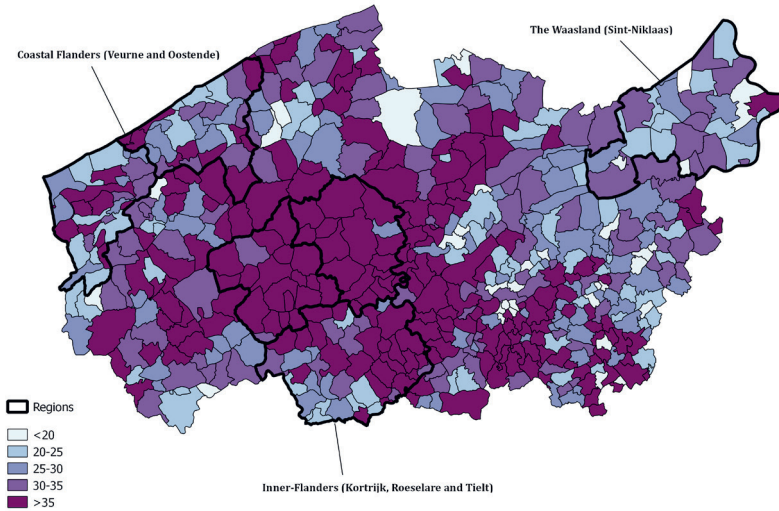 The Waasland (Sint-Niklaas)
Coastal Flanders (Veurne and Oostende)
Regions
<20
20-25
25-30
30-35
>35
Inner-Flanders (Kortrijk, Roeselare and Tielt)